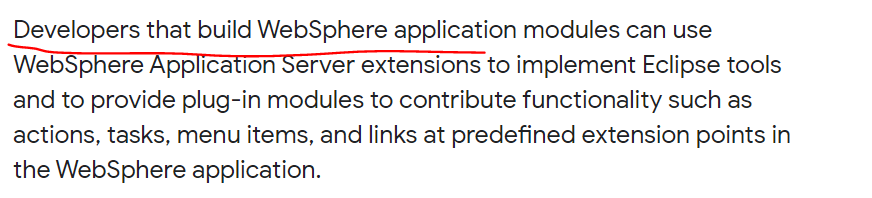 Developers that build WebSphere application modules can use
WebSphere Application Server extensions to implement Eclipse tools
and to provide plug-in modules to contribute functionality such as
actions, tasks, menu items, and links at predefined extension points in
the WebSphere application.